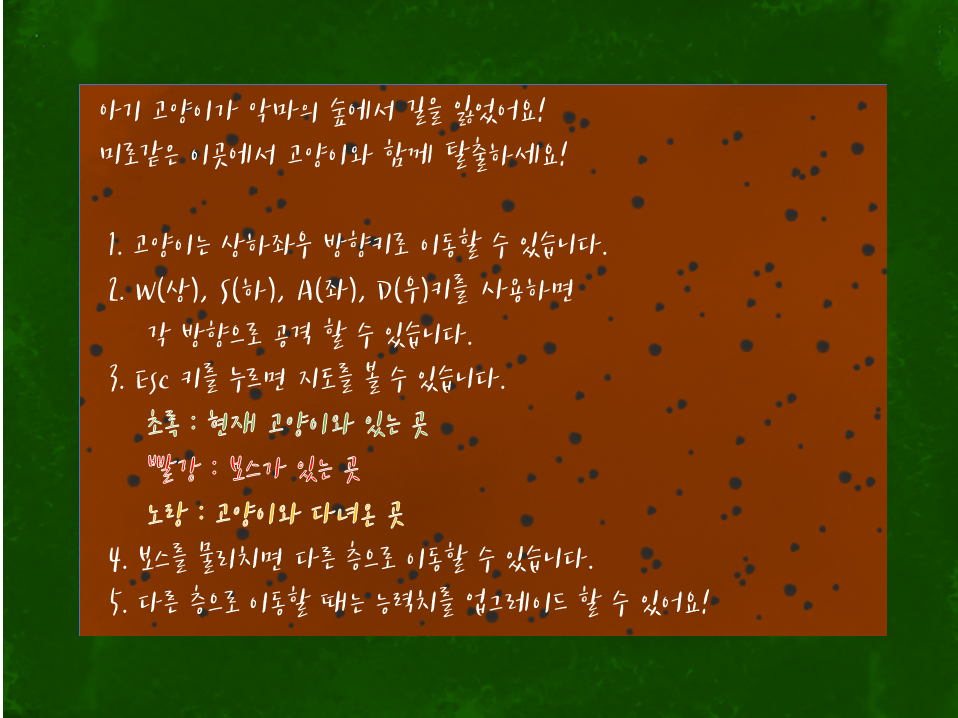 아기 고양이가 악마의 숲에서 길을 잃었어요!
미로같은 이곳에서 고양이와 함께 탈출하세요!
1. 고양이는 상하좌우 방향키로 이동할 수 있습니다.
2. W(상), S(하), A(좌), D(우)키를 사용하면
각 방향으로 공격 할 수 있습니다.
3. Esc 키를 누르면 지도를 볼 수 있습니다.
초록 : 현재 고양이와 있는 곳
빨강 : 보스가 있는 곳
노랑 : 고양이와 다녀온 곳
4. 보스를 물리치면 다른 층으로 이동할 수 있습니다.
5. 다른 층으로 이동할 때는 능력치를 업그레이드 할 수 있어요!